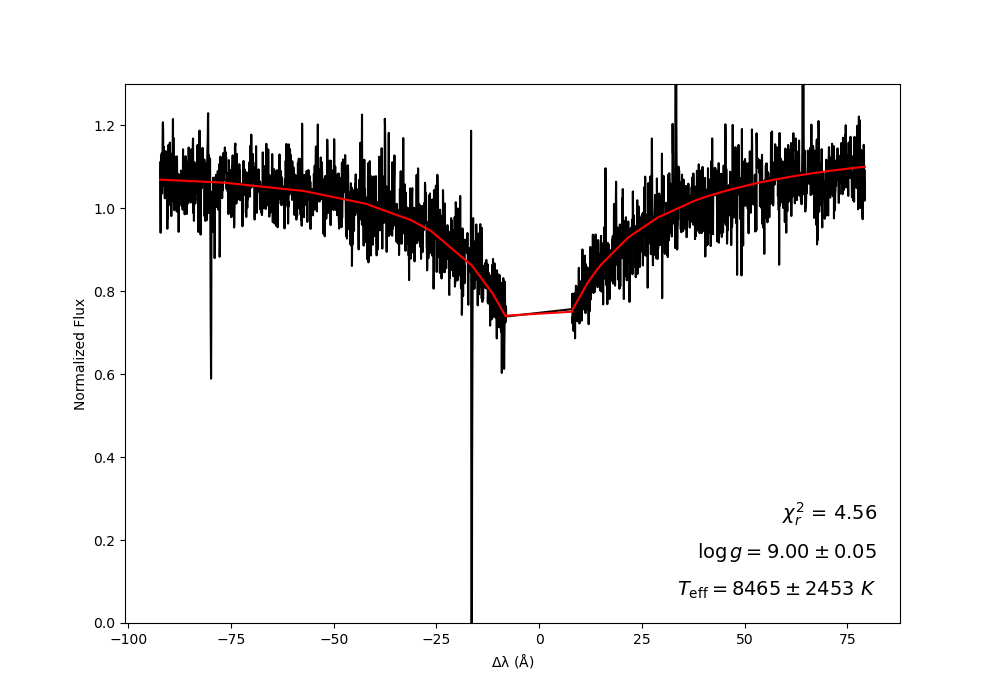 1.2
1.0
0.8
0.6
0.4
0.2
0.0
Normalized Flux
χ²ᵣ = 4.56
log g = 9.00 ± 0.05
T_eff = 8465 ± 2453 K
−100 −75 −50 −25 0 25 50 75
Δλ (Å)